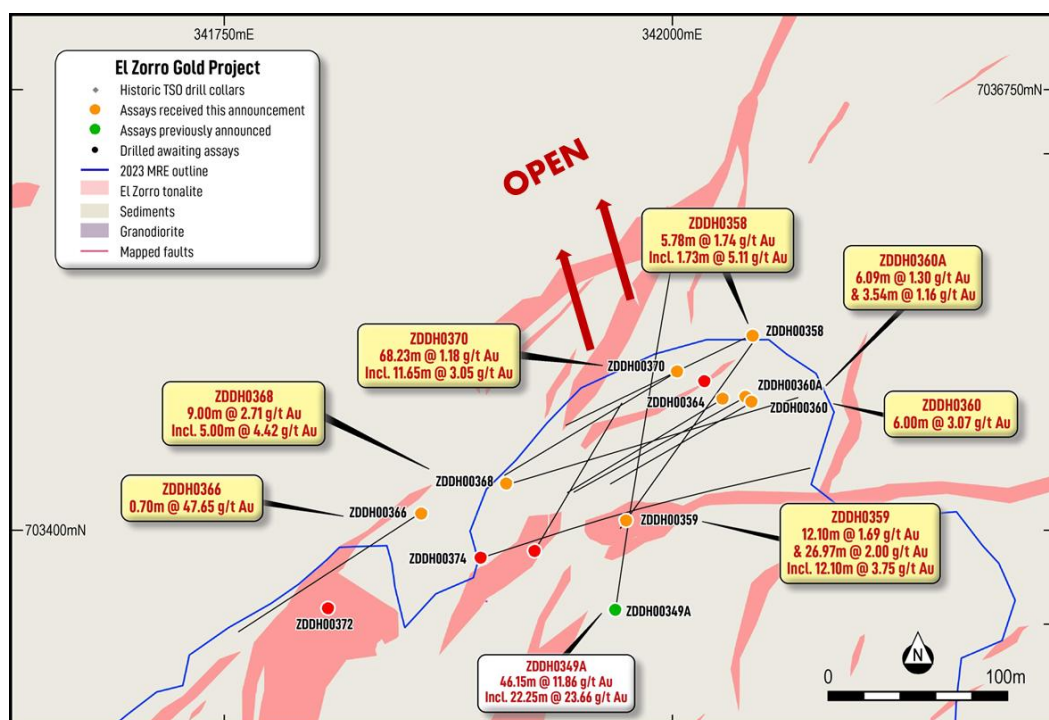 341750mE
342000mE
7036750mN
703400mN
El Zorro Gold Project
Historic TSO drill collars
Assays received this announcement
Assays previously announced
Drilled awaiting assays
2023 MRE outline
El Zorro tonalite
Sediments
Granodiorite
Mapped faults
OPEN
ZDDH0358
5.78m @ 1.74 g/t Au
Incl. 1.73m @ 5.11 g/t Au
ZDDH0360A
6.09m @ 1.30 g/t Au
& 3.54m @ 1.16 g/t Au
ZDDH00358
ZDDH0370
68.23m @ 1.18 g/t Au
Incl. 11.65m @ 3.05 g/t Au
ZDDH00370
ZDDH00360A
ZDDH00364
ZDDH00360
ZDDH0360
6.00m @ 3.07 g/t Au
ZDDH0368
9.00m @ 2.71 g/t Au
Incl. 5.00m @ 4.42 g/t Au
ZDDH00368
ZDDH0366
0.70m @ 47.65 g/t Au
ZDDH00366
ZDDH00359
ZDDH0359
12.10m @ 1.69 g/t Au
& 26.97m @ 2.00 g/t Au
Incl. 12.10m @ 3.75 g/t Au
ZDDH00374
ZDDH00372
ZDDH00349A
ZDDH0349A
46.15m @ 11.86 g/t Au
Incl. 22.25m @ 23.66 g/t Au
N
0
100m